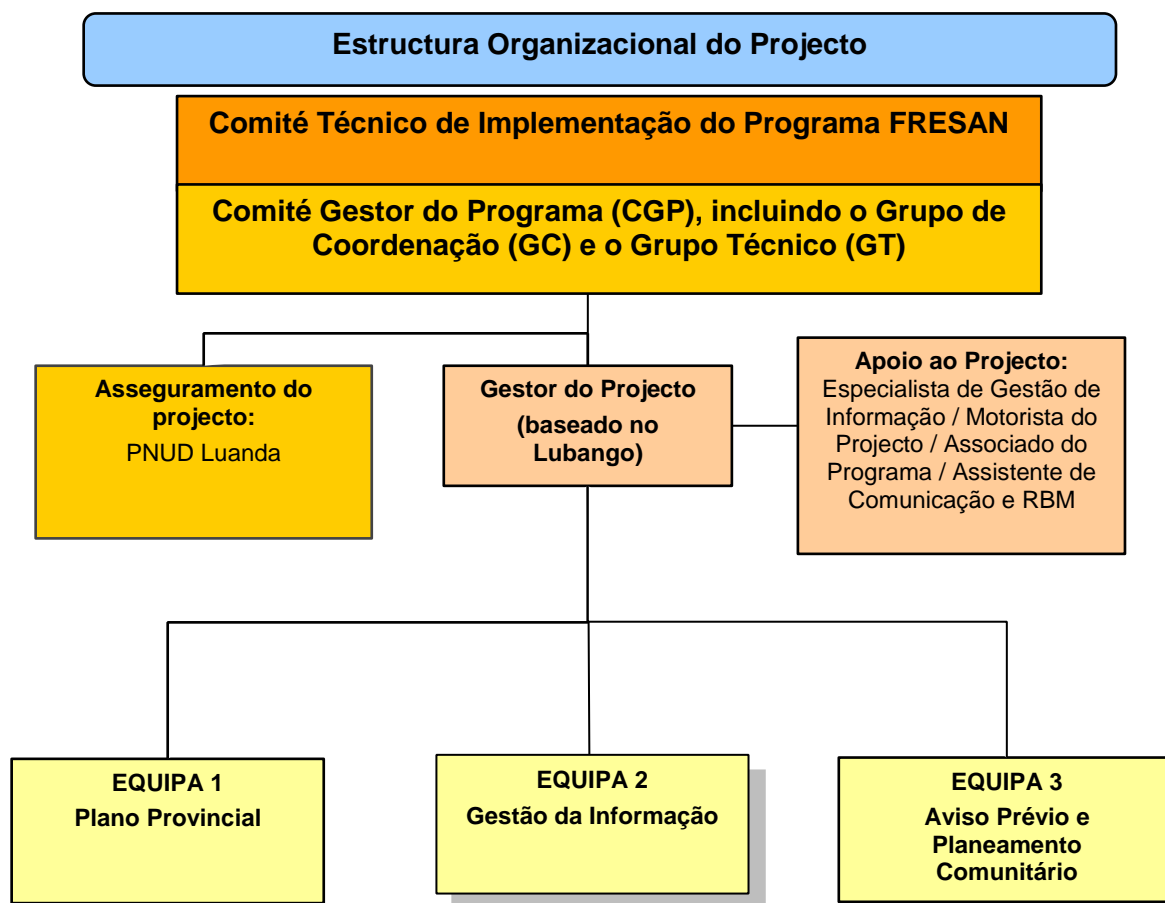 Estructura Organizacional do Projecto
Comité Técnico de Implementação do Programa FRESAN
Comité Gestor do Programa (CGP), incluindo o Grupo de
Coordenação (GC) e o Grupo Técnico (GT)
Asseguramento do
projecto:
PNUD Luanda
Gestor do Projecto
(baseado no
Lubango)
Apoio ao Projecto:
Especialista de Gestão de
Informação / Motorista do
Projecto / Associado do
Programa / Assistente de
Comunicação e RBM
EQUIPA 1
Plano Provincial
EQUIPA 2
Gestão da Informação
EQUIPA 3
Aviso Prévio e
Planeamento
Comunitário